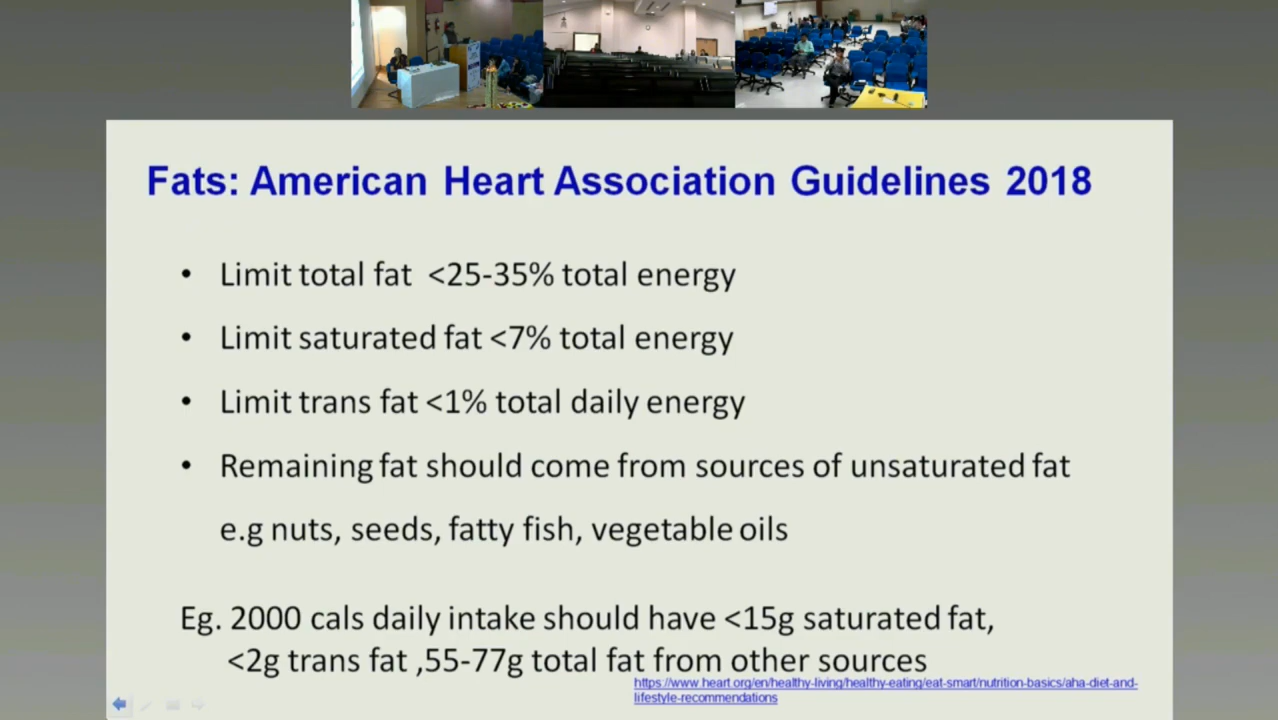 Fats: American Heart Association Guidelines 2018
• Limit total fat <25-35% total energy
• Limit saturated fat <7% total energy
• Limit trans fat <1% total daily energy
• Remaining fat should come from sources of unsaturated fat
e.g nuts, seeds, fatty fish, vegetable oils
Eg. 2000 cals daily intake should have <15g saturated fat,
<2g trans fat ,55-77g total fat from other sources
https://www.heart.org/en/healthy-living/healthy-eating/eat-smart/nutrition-basics/aha-diet-and-
lifestyle-recommendations